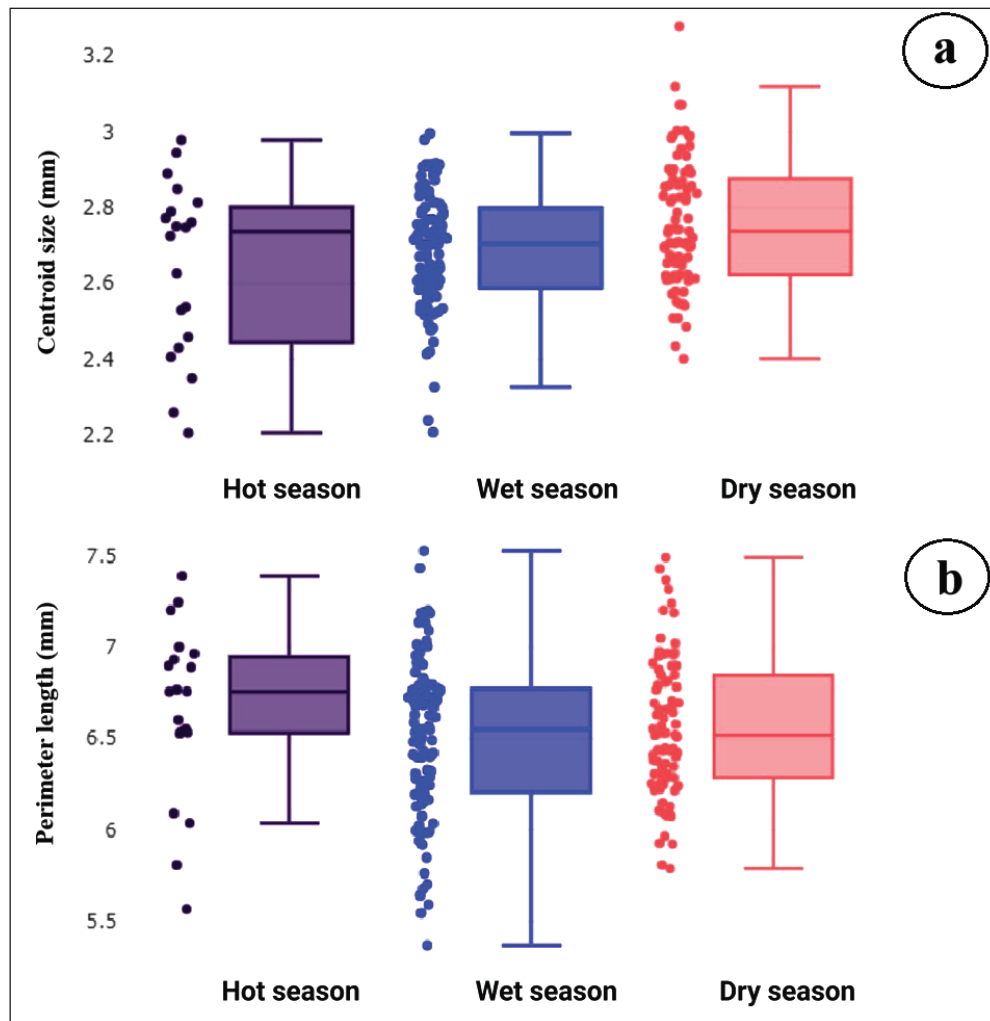 a
3.2
3
2.8
2.6
2.4
2.2
Centroid size (mm)
Hot season Wet season Dry season
b
7.5
7
6.5
6
5.5
Perimeter length (mm)
Hot season Wet season Dry season